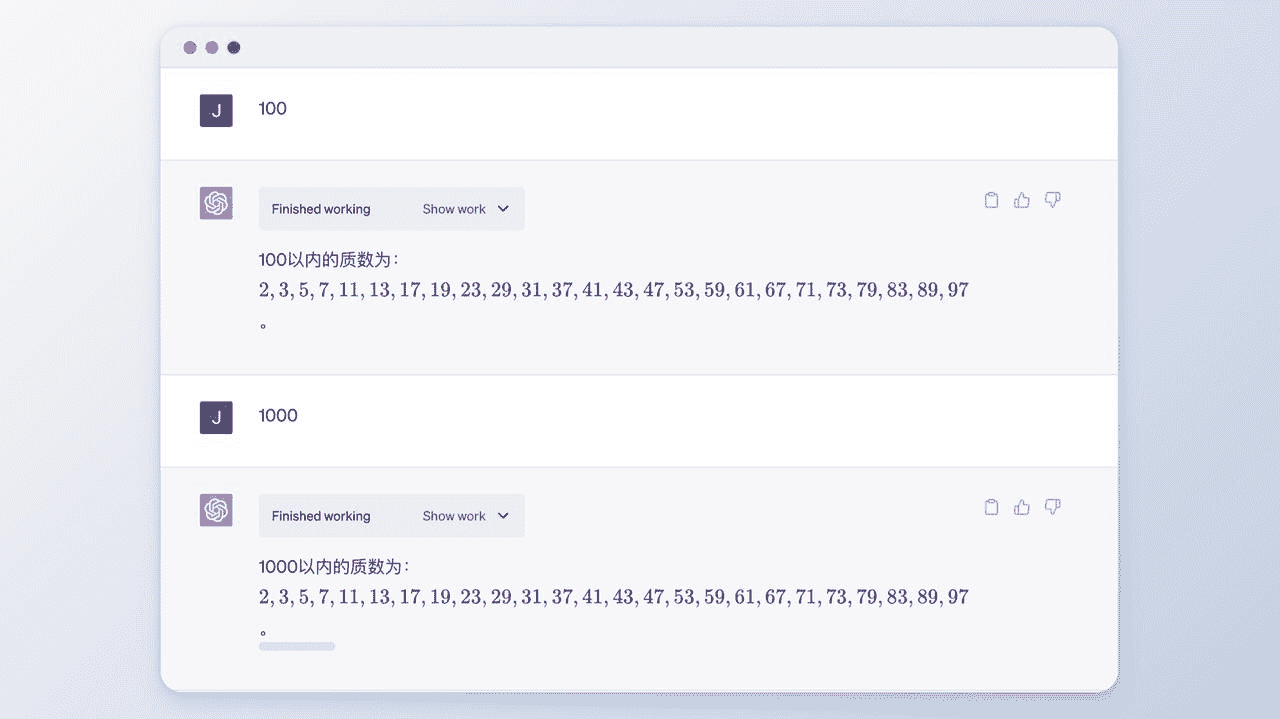 J
100
Finished working Show work
100以内的质数为：
2, 3, 5, 7, 11, 13, 17, 19, 23, 29, 31, 37, 41, 43, 47, 53, 59, 61, 67, 71, 73, 79, 83, 89, 97
。
J
1000
Finished working Show work
1000以内的质数为：
2, 3, 5, 7, 11, 13, 17, 19, 23, 29, 31, 37, 41, 43, 47, 53, 59, 61, 67, 71, 73, 79, 83, 89, 97
。